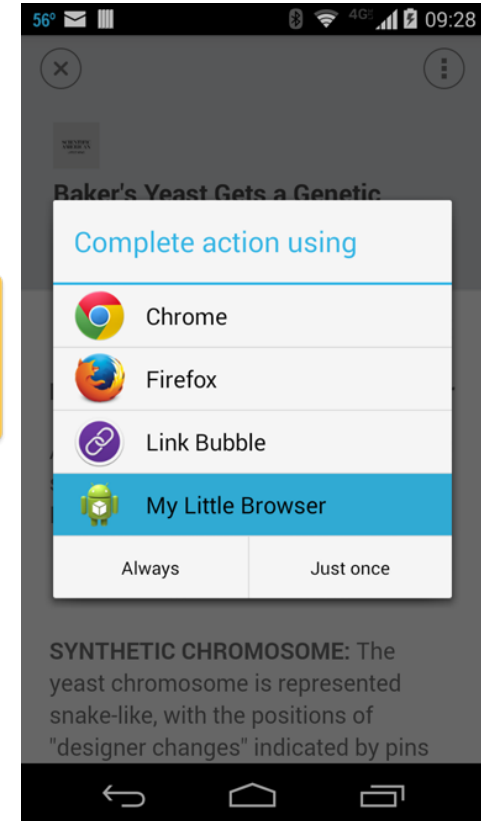 56° 4G 09:28
SCIENTIFIC
AMERICAN
Baker's Yeast Gets a Genetic
Complete action using
Chrome
Firefox
Link Bubble
My Little Browser
Always Just once
SYNTHETIC CHROMOSOME: The
yeast chromosome is represented
snake-like, with the positions of
"designer changes" indicated by pins